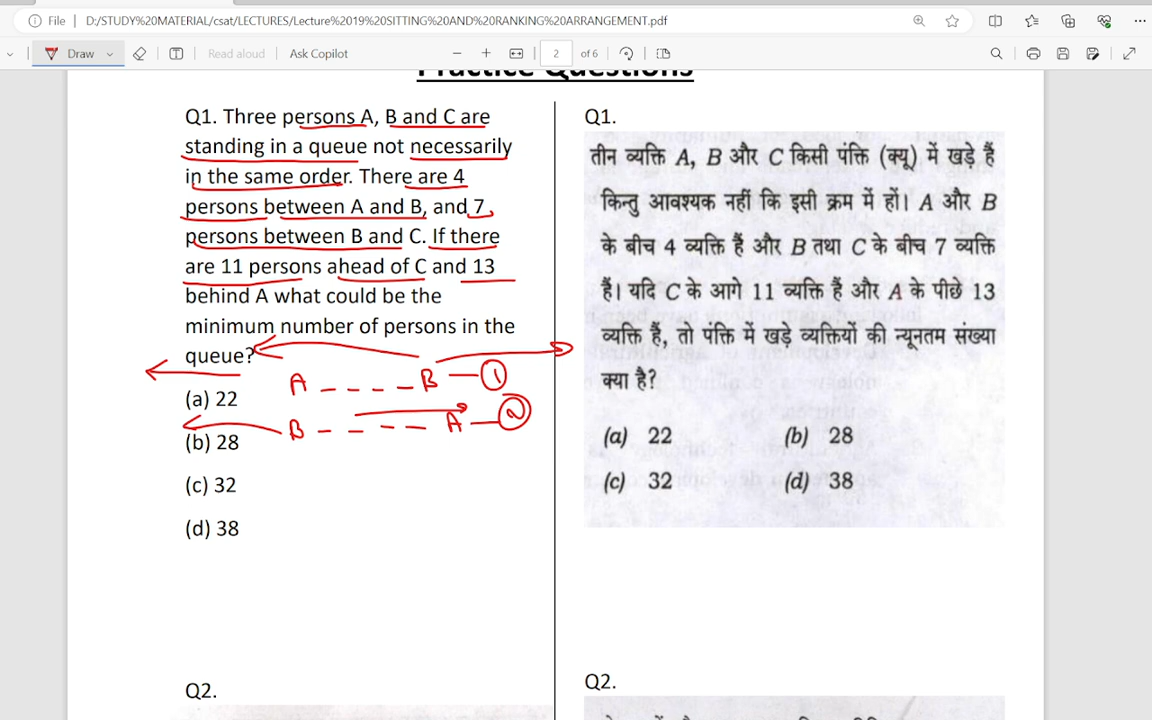 File
D:/STUDY%20MATERIAL/csat/LECTURES/Lecture%2019%20SITTING%20AND%20RANKING%20ARRANGEMENT.pdf
Draw
Read aloud
Ask Copilot
2
of 6
Practice Questions
Q1. Three persons A, B and C are
standing in a queue not necessarily
in the same order. There are 4
persons between A and B, and 7
persons between B and C. If there
are 11 persons ahead of C and 13
behind A what could be the
minimum number of persons in the
queue?
A _ _ _ _ B — 1
(a) 22
B _ _ _ _ A — 2
(b) 28
(c) 32
(d) 38
Q2.
Q1.
तीन व्यक्ति A, B और C किसी पंक्ति (क्यू) में खड़े हैं
किन्तु आवश्यक नहीं कि इसी क्रम में हों। A और B
के बीच 4 व्यक्ति हैं और B तथा C के बीच 7 व्यक्ति
हैं। यदि C के आगे 11 व्यक्ति हैं और A के पीछे 13
व्यक्ति हैं, तो पंक्ति में खड़े व्यक्तियों की न्यूनतम संख्या
क्या है?
(a) 22 (b) 28
(c) 32 (d) 38
Q2.